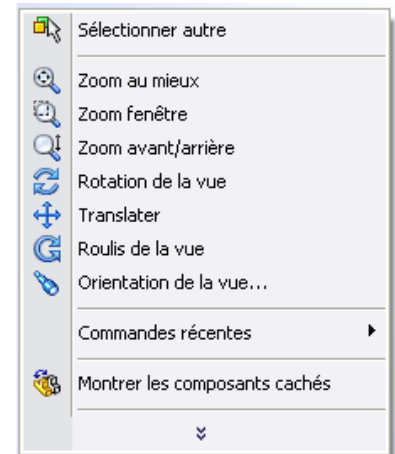 Sélectionner autre
Zoom au mieux
Zoom fenêtre
Zoom avant/arrière
Rotation de la vue
Translater
Roulis de la vue
Orientation de la vue...
Commandes récentes
Montrer les composants cachés